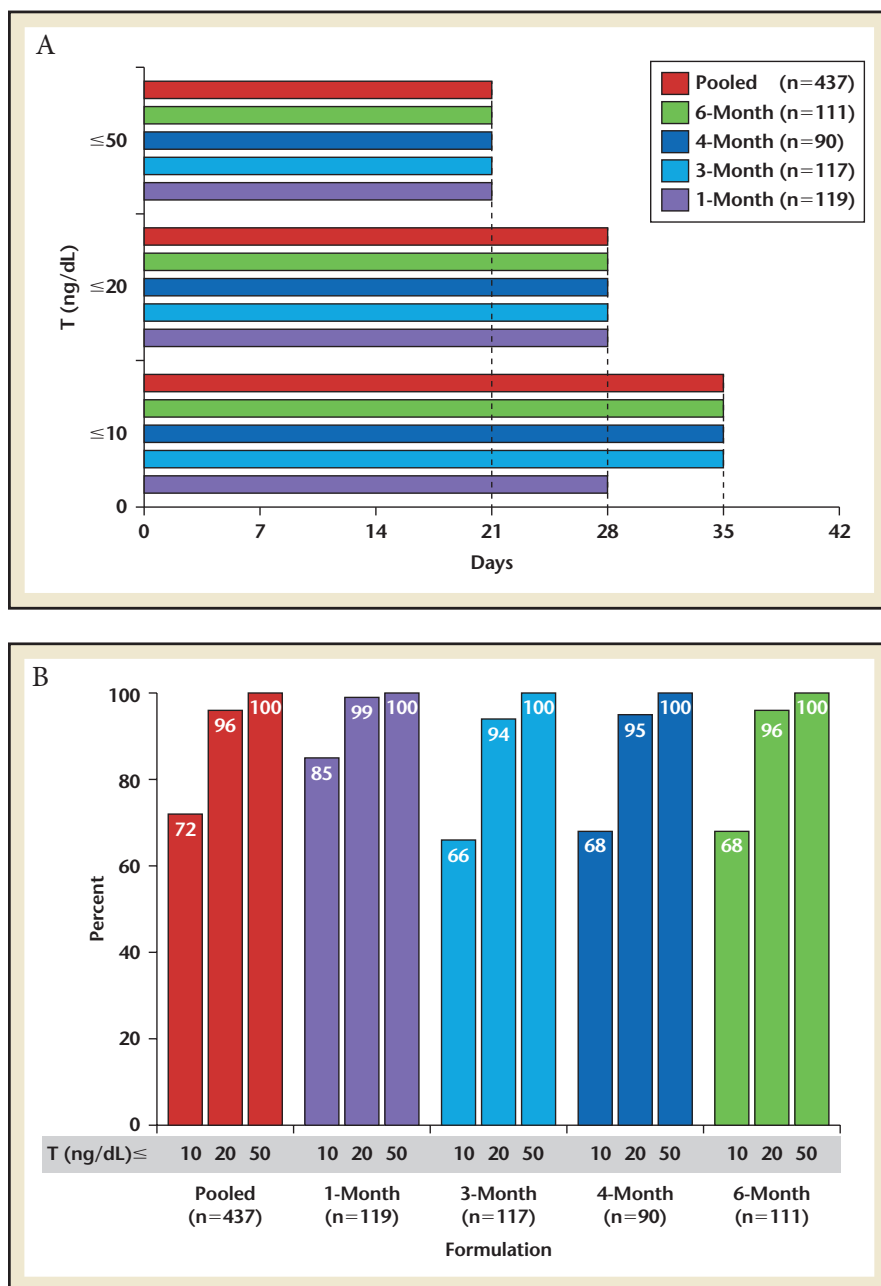 A
Pooled (n=437)
6-Month (n=111)
4-Month (n=90)
3-Month (n=117)
1-Month (n=119)
T (ng/dL)
≤50
≤20
≤10
0
0 7 14 21 28 35 42
Days
B
Percent
100
80
60
40
20
0
72 96 100 85 99 100 66 94 100 68 95 100 68 96 100
T (ng/dL)≤ 10 20 50 10 20 50 10 20 50 10 20 50 10 20 50
Pooled 1-Month 3-Month 4-Month 6-Month
(n=437) (n=119) (n=117) (n=90) (n=111)
Formulation